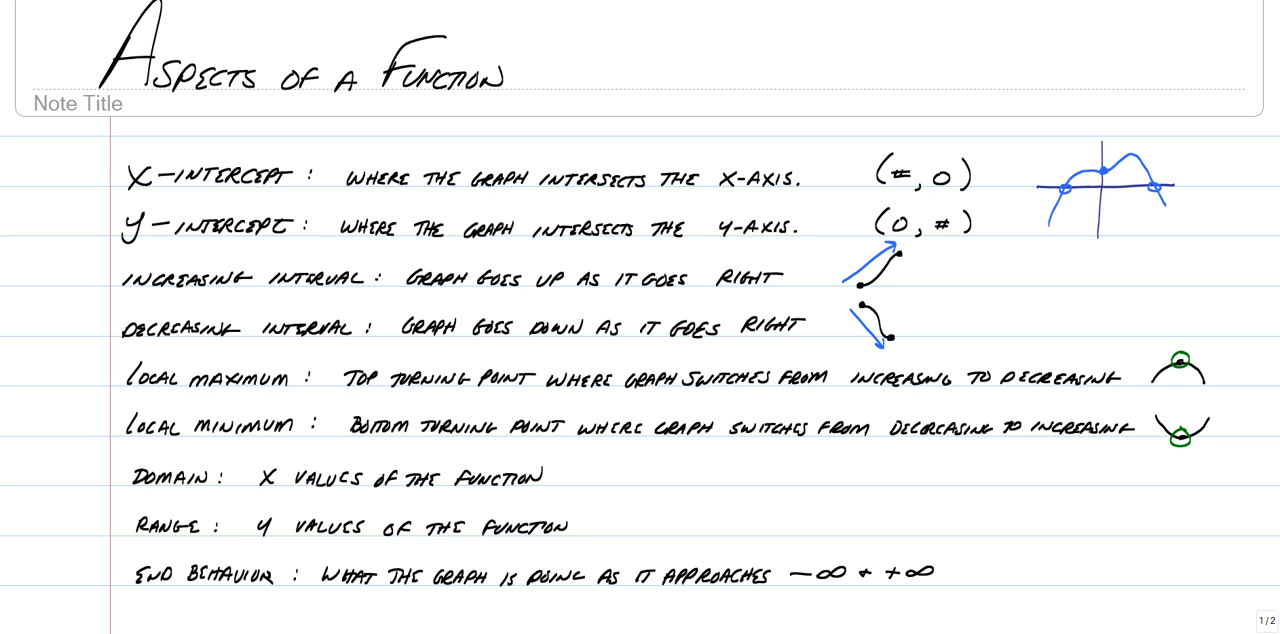 ASPECTS OF A FUNCTION
Note Title
X-INTERCEPT: WHERE THE GRAPH INTERSECTS THE X-AXIS. (#, 0)
Y-INTERCEPT: WHERE THE GRAPH INTERSECTS THE Y-AXIS. (0, #)
INCREASING INTERVAL: GRAPH GOES UP AS IT GOES RIGHT
DECREASING INTERVAL: GRAPH GOES DOWN AS IT GOES RIGHT
LOCAL MAXIMUM: TOP TURNING POINT WHERE GRAPH SWITCHES FROM INCREASING TO DECREASING
LOCAL MINIMUM: BOTTOM TURNING POINT WHERE GRAPH SWITCHES FROM DECREASING TO INCREASING
DOMAIN: X VALUES OF THE FUNCTION
RANGE: Y VALUES OF THE FUNCTION
END BEHAVIOR: WHAT THE GRAPH IS DOING AS IT APPROACHES -∞ + +∞
1/2